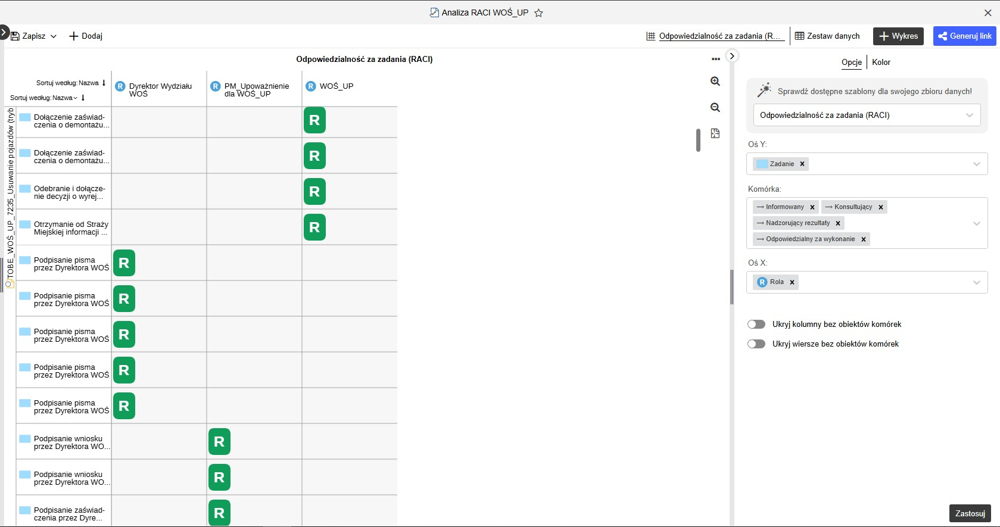 Analiza RACI WOŚ_UP
Zapisz
Dodaj
Odpowiedzialność za zadania (R...
Zestaw danych
Wykres
Generuj link
Odpowiedzialność za zadania (RACI)
Sortuj według: Nazwa
Sortuj według: Nazwa
R Dyrektor Wydziału
WOŚ
R PM_Upoważnienie
dla WOŚ_UP
R WOŚ_UP
TOBE_WOŚ_UP_7235_Usuwanie pojazdów (tryb
Dołączenie zaświad-
czenia o demontażu...
R
Dołączenie zaświad-
czenia o demontażu...
R
Odebranie i dołącze-
nie decyzji o wyrej...
R
Otrzymanie od Straży
Miejskiej informacji ...
R
Podpisanie pisma
przez Dyrektora WOŚ
R
Podpisanie pisma
przez Dyrektora WOŚ
R
Podpisanie pisma
przez Dyrektora WOŚ
R
Podpisanie pisma
przez Dyrektora WOŚ
R
Podpisanie pisma
przez Dyrektora WOŚ
R
Podpisanie wniosku
przez Dyrektora WO...
R
Podpisanie wniosku
przez Dyrektora WO...
R
Podpisanie zaświad-
czenia przez Dyre...
R
Opcje
Kolor
Sprawdź dostępne szablony dla swojego zbioru danych!
Odpowiedzialność za zadania (RACI)
Oś Y:
Zadanie
Komórka:
Informowany
Konsultujący
Nadzorujący rezultaty
Odpowiedzialny za wykonanie
Oś X:
R Rola
Ukryj kolumny bez obiektów komórek
Ukryj wiersze bez obiektów komórek
Zastosuj